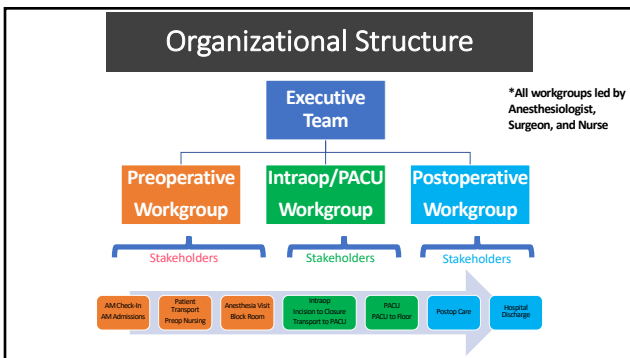 Organizational Structure
Executive
Team
*All workgroups led by
Anesthesiologist,
Surgeon, and Nurse
Preoperative
Workgroup
Intraop/PACU
Workgroup
Postoperative
Workgroup
Stakeholders
Stakeholders
Stakeholders
AM Check-In
AM Admissions
Patient
Transport
Preop Nursing
Anesthesia Visit
Block Room
Intraop
Incision to Closure
Transport to PACU
PACU
PACU to Floor
Postop Care
Hospital
Discharge